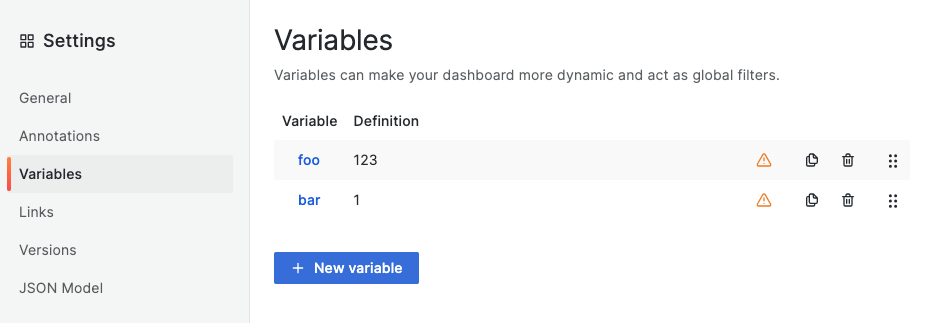 Settings
General
Annotations
Variables
Links
Versions
JSON Model
Variables
Variables can make your dashboard more dynamic and act as global filters.
Variable Definition
foo 123
bar 1
+ New variable